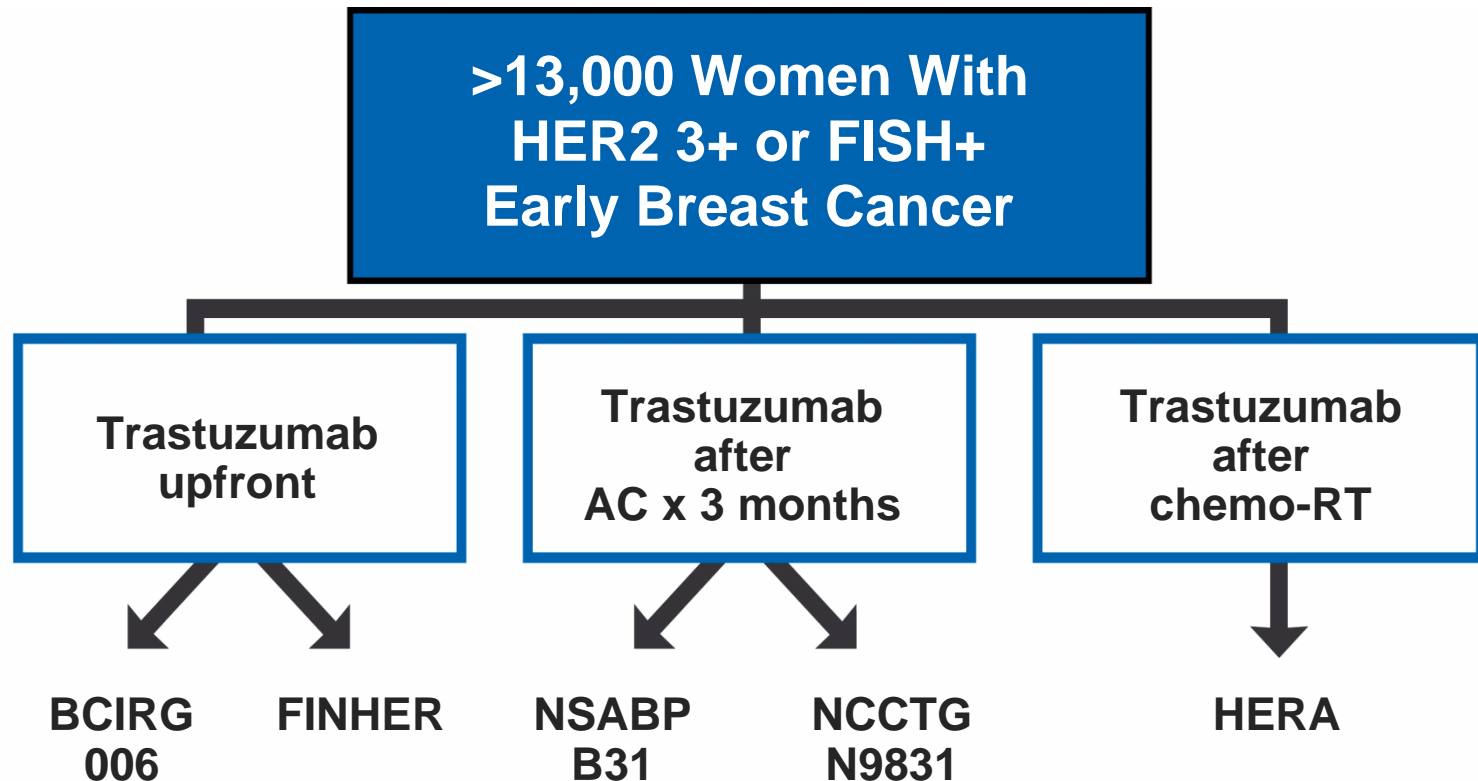 >13,000 Women With
HER2 3+ or FISH+
Early Breast Cancer
Trastuzumab
upfront
Trastuzumab
after
AC x 3 months
Trastuzumab
after
chemo-RT
BCIRG
006
FINHER
NSABP
B31
NCCTG
N9831
HERA